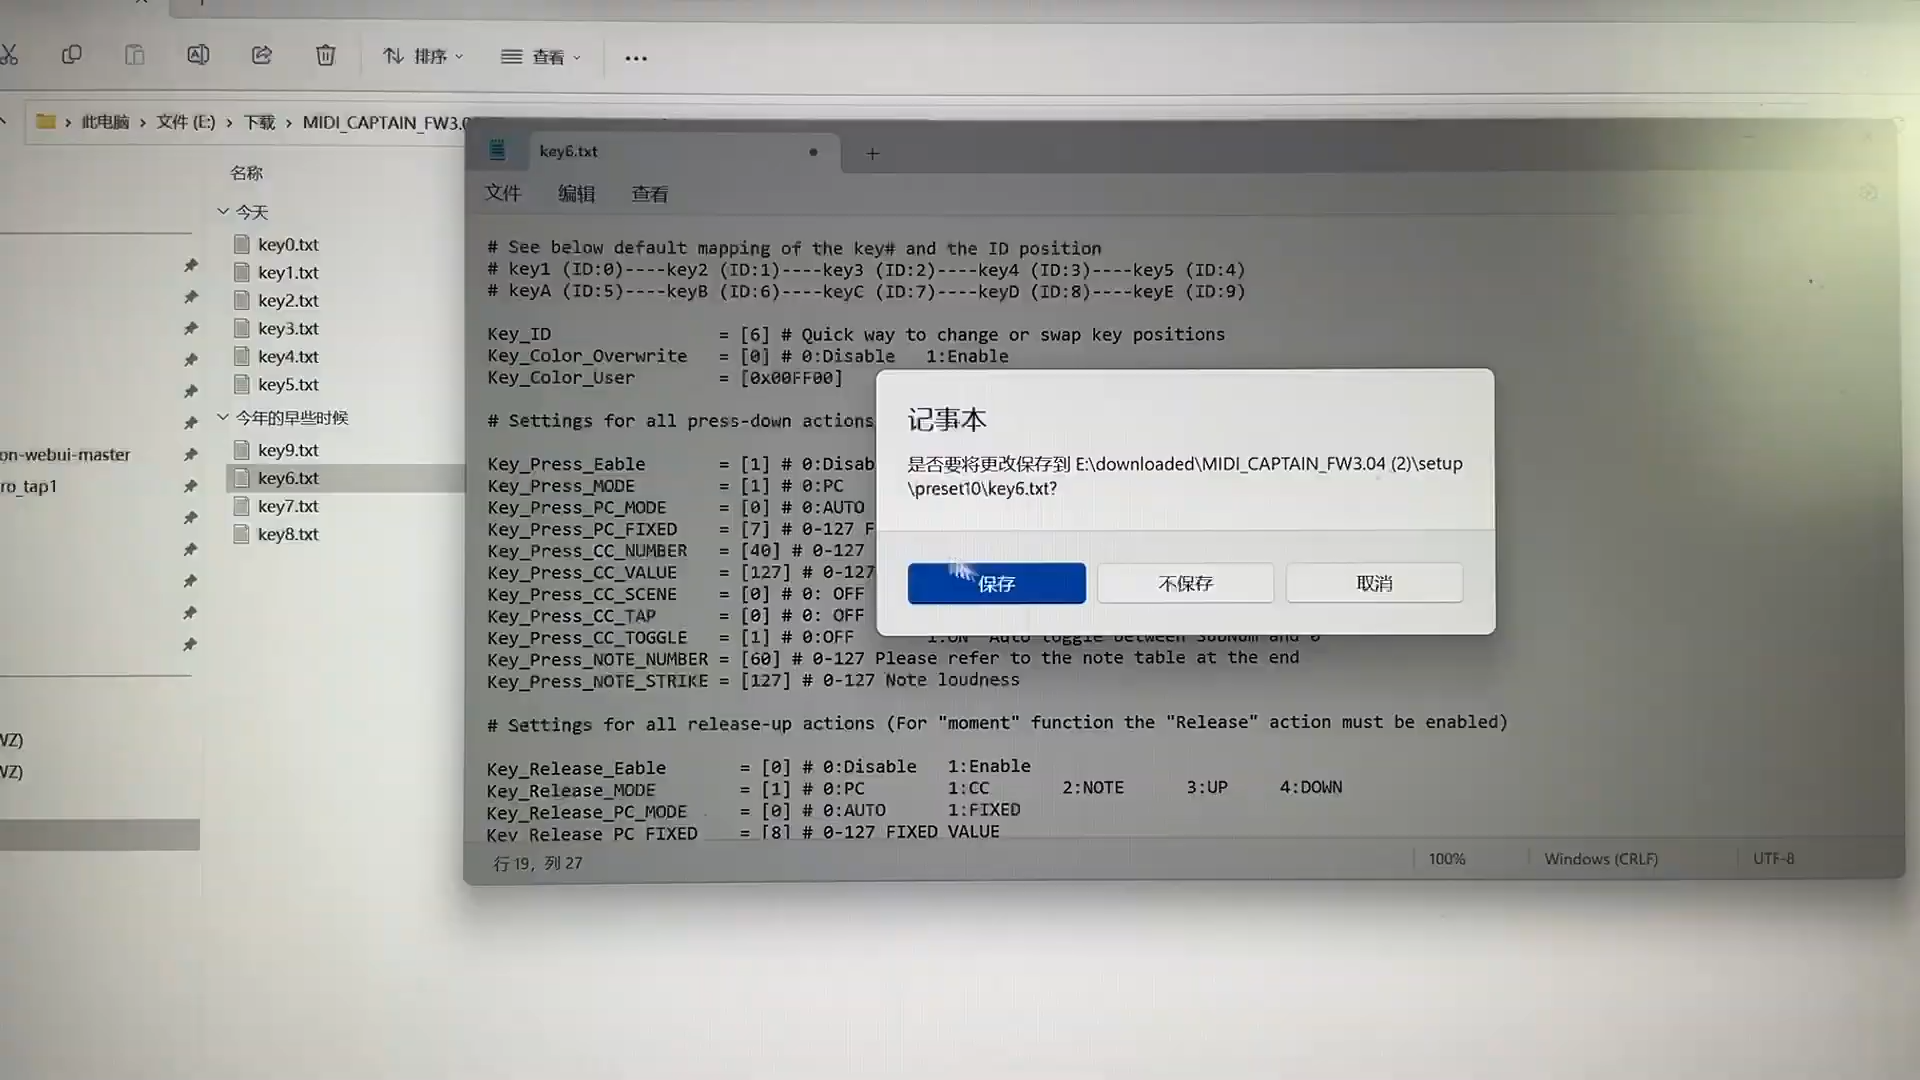 排序
查看
此电脑 › 文件 (E:) › 下载 › MIDI_CAPTAIN_FW3.0
名称
今天
key0.txt
key1.txt
key2.txt
key3.txt
key4.txt
key5.txt
今年的早些时候
key9.txt
key6.txt
key7.txt
key8.txt
on-webui-master
ro_tap1
WZ)
WZ)
key6.txt
文件 编辑 查看
# See below default mapping of the key# and the ID position
# key1 (ID:0)----key2 (ID:1)----key3 (ID:2)----key4 (ID:3)----key5 (ID:4)
# keyA (ID:5)----keyB (ID:6)----keyC (ID:7)----keyD (ID:8)----keyE (ID:9)
Key_ID = [6] # Quick way to change or swap key positions
Key_Color_Overwrite = [0] # 0:Disable 1:Enable
Key_Color_User = [0x00FF00]
# Settings for all press-down actions
Key_Press_Eable = [1] # 0:Disab
Key_Press_MODE = [1] # 0:PC
Key_Press_PC_MODE = [0] # 0:AUTO
Key_Press_PC_FIXED = [7] # 0-127 F
Key_Press_CC_NUMBER = [40] # 0-127
Key_Press_CC_VALUE = [127] # 0-127
Key_Press_CC_SCENE = [0] # 0: OFF
Key_Press_CC_TAP = [0] # 0: OFF
Key_Press_CC_TOGGLE = [1] # 0:OFF 1:ON Auto toggle between SubNum and 0
Key_Press_NOTE_NUMBER = [60] # 0-127 Please refer to the note table at the end
Key_Press_NOTE_STRIKE = [127] # 0-127 Note loudness
# Settings for all release-up actions (For "moment" function the "Release" action must be enabled)
Key_Release_Eable = [0] # 0:Disable 1:Enable
Key_Release_MODE = [1] # 0:PC 1:CC 2:NOTE 3:UP 4:DOWN
Key_Release_PC_MODE = [0] # 0:AUTO 1:FIXED
Key_Release_PC_FIXED = [8] # 0-127 FIXED VALUE
行 19，列 27
100%
Windows (CRLF)
UTF-8
记事本
是否要将更改保存到 E:\downloaded\MIDI_CAPTAIN_FW3.04 (2)\setup
\preset10\key6.txt?
保存
不保存
取消